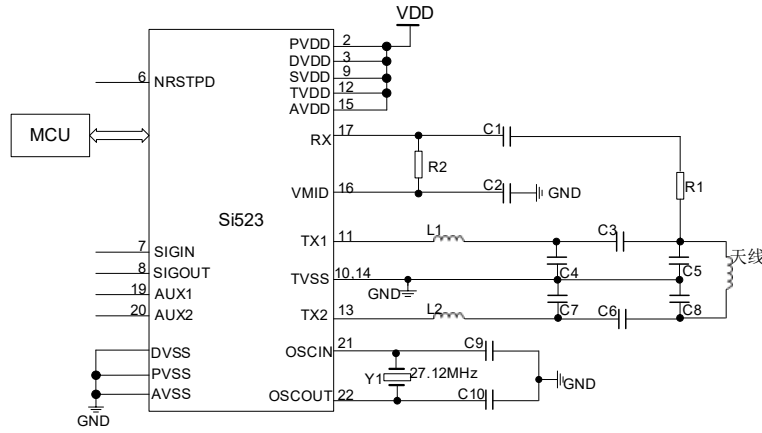 VDD
PVDD 2
DVDD 3
SVDD 9
TVDD 12
AVDD 15
6 NRSTPD
MCU
RX 17
C1
R2
R1
VMID 16
C2
GND
Si523
TX1 11
L1
C3
天线
7 SIGIN
8 SIGOUT
19 AUX1
20 AUX2
TVSS 10,14
GND
C4
C5
TX2 13
L2
C7
C6
C8
OSCIN 21
C9
Y1
27.12MHz
GND
OSCOUT 22
C10
DVSS
PVSS
AVSS
GND